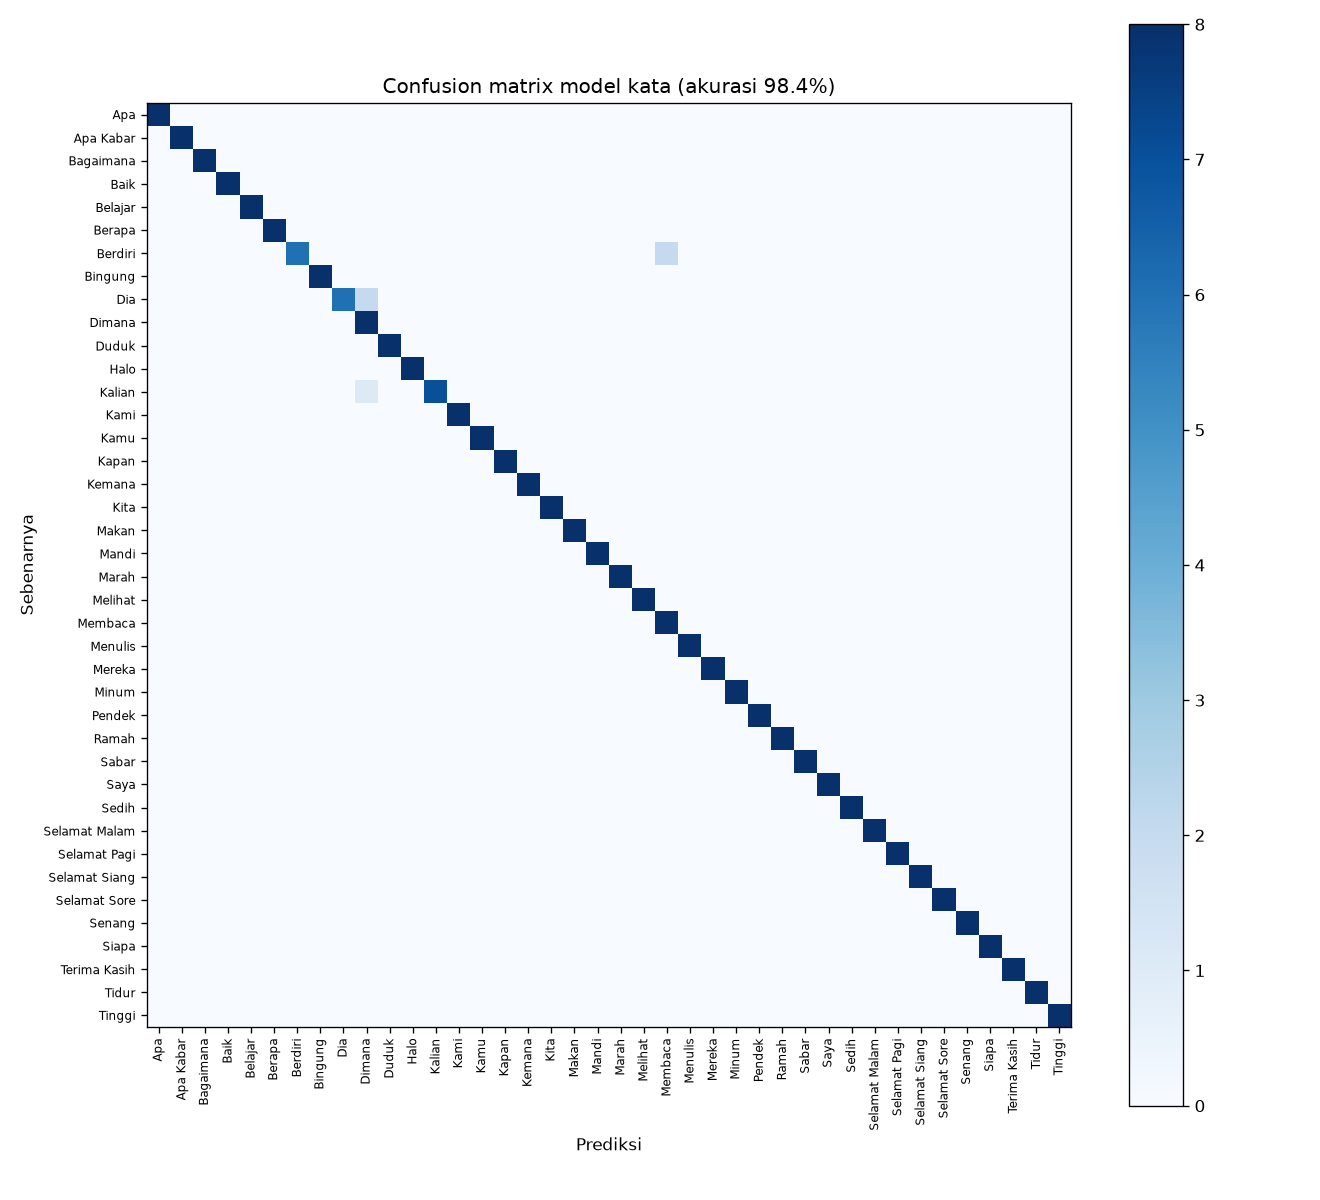 Confusion matrix model kata (akurasi 98.4%)
Sebenarnya
Apa
Apa Kabar
Bagaimana
Baik
Belajar
Berapa
Berdiri
Bingung
Dia
Dimana
Duduk
Halo
Kalian
Kami
Kamu
Kapan
Kemana
Kita
Makan
Mandi
Marah
Melihat
Membaca
Menulis
Mereka
Minum
Pendek
Ramah
Sabar
Saya
Sedih
Selamat Malam
Selamat Pagi
Selamat Siang
Selamat Sore
Senang
Siapa
Terima Kasih
Tidur
Tinggi
Apa
Apa Kabar
Bagaimana
Baik
Belajar
Berapa
Berdiri
Bingung
Dia
Dimana
Duduk
Halo
Kalian
Kami
Kamu
Kapan
Kemana
Kita
Makan
Mandi
Marah
Melihat
Membaca
Menulis
Mereka
Minum
Pendek
Ramah
Sabar
Saya
Sedih
Selamat Malam
Selamat Pagi
Selamat Siang
Selamat Sore
Senang
Siapa
Terima Kasih
Tidur
Tinggi
Prediksi
8
7
6
5
4
3
2
1
0